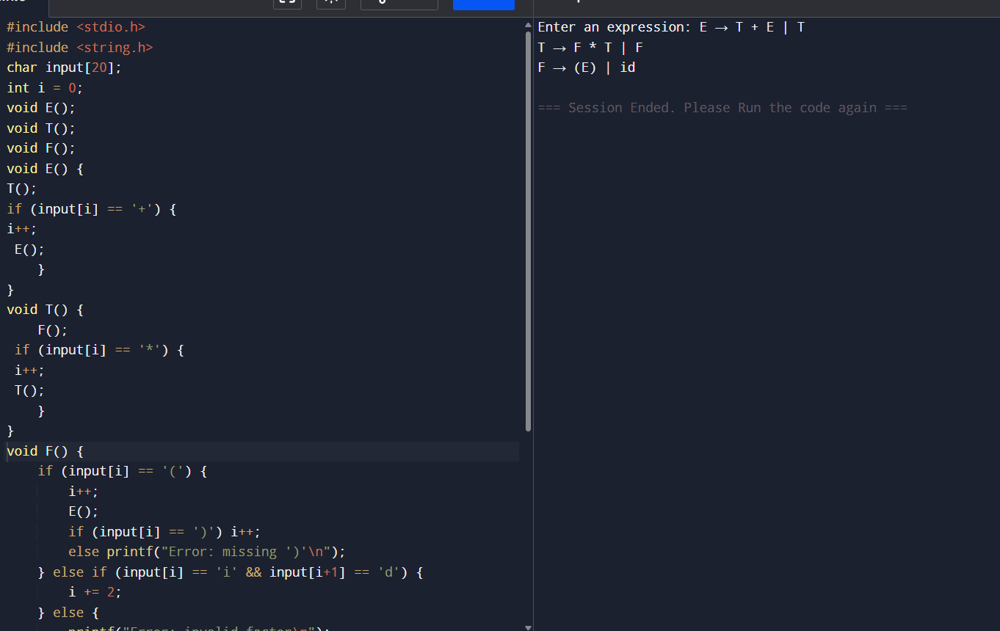 #include <stdio.h>
#include <string.h>
char input[20];
int i = 0;
void E();
void T();
void F();
void E() {
T();
if (input[i] == '+') {
i++;
 E();
    }
}
void T() {
    F();
 if (input[i] == '*') {
 i++;
 T();
    }
}
void F() {
    if (input[i] == '(') {
        i++;
        E();
        if (input[i] == ')') i++;
        else printf("Error: missing ')'\n");
    } else if (input[i] == 'i' && input[i+1] == 'd') {
        i += 2;
    } else {
        printf("Error: invalid factor\n");
Enter an expression: E → T + E | T
T → F * T | F
F → (E) | id
=== Session Ended. Please Run the code again ===